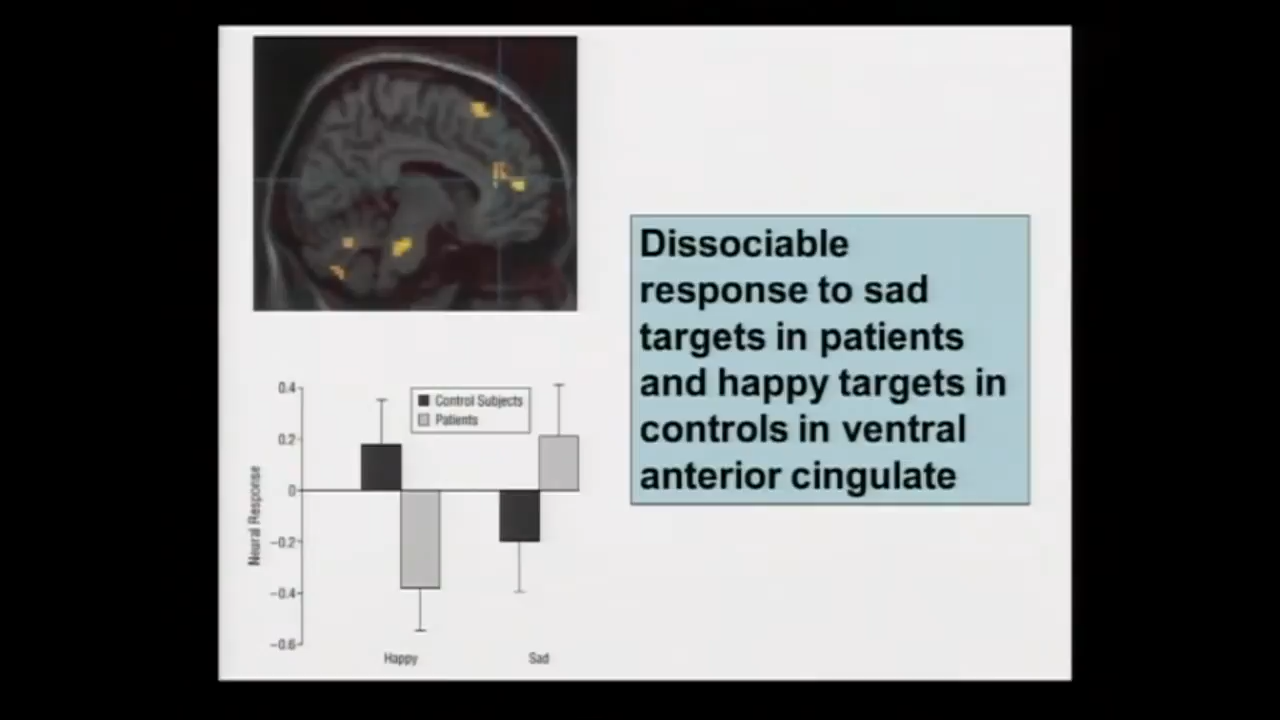 Dissociable
response to sad
targets in patients
and happy targets in
controls in ventral
anterior cingulate
0.4
0.2
0
−0.2
−0.4
−0.6
Neural Response
Control Subjects
Patients
Happy
Sad